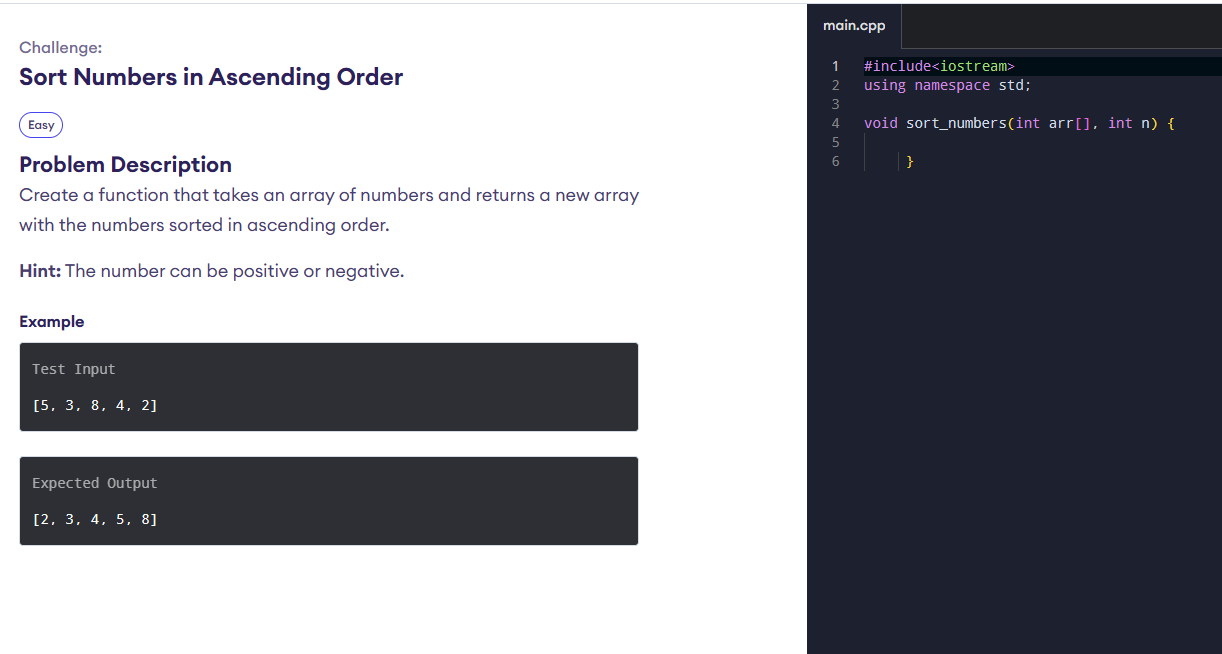 Challenge:
Sort Numbers in Ascending Order
Easy
Problem Description
Create a function that takes an array of numbers and returns a new array
with the numbers sorted in ascending order.
Hint: The number can be positive or negative.
Example
Test Input
[5, 3, 8, 4, 2]
Expected Output
[2, 3, 4, 5, 8]
main.cpp
1 #include<iostream>
2 using namespace std;
3
4 void sort_numbers(int arr[], int n) {
5
6 }